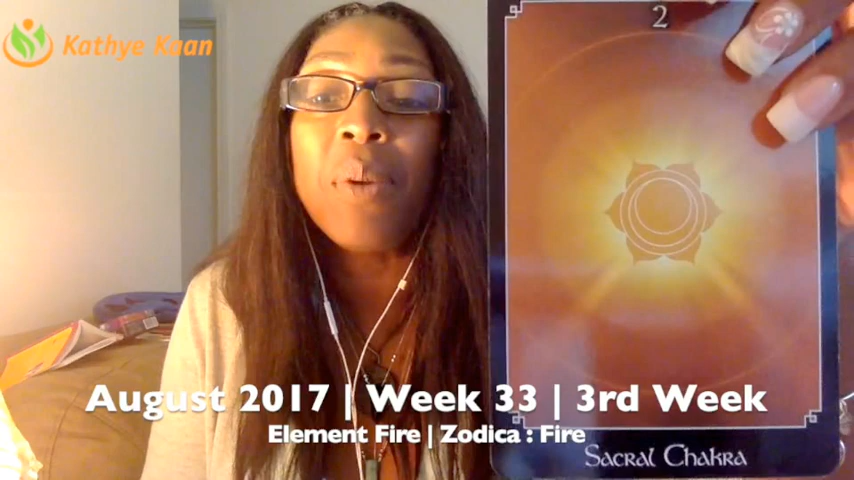 Kathye Kaan
2
August 2017 | Week 33 | 3rd Week
Element Fire | Zodica : Fire
Sacral Chakra